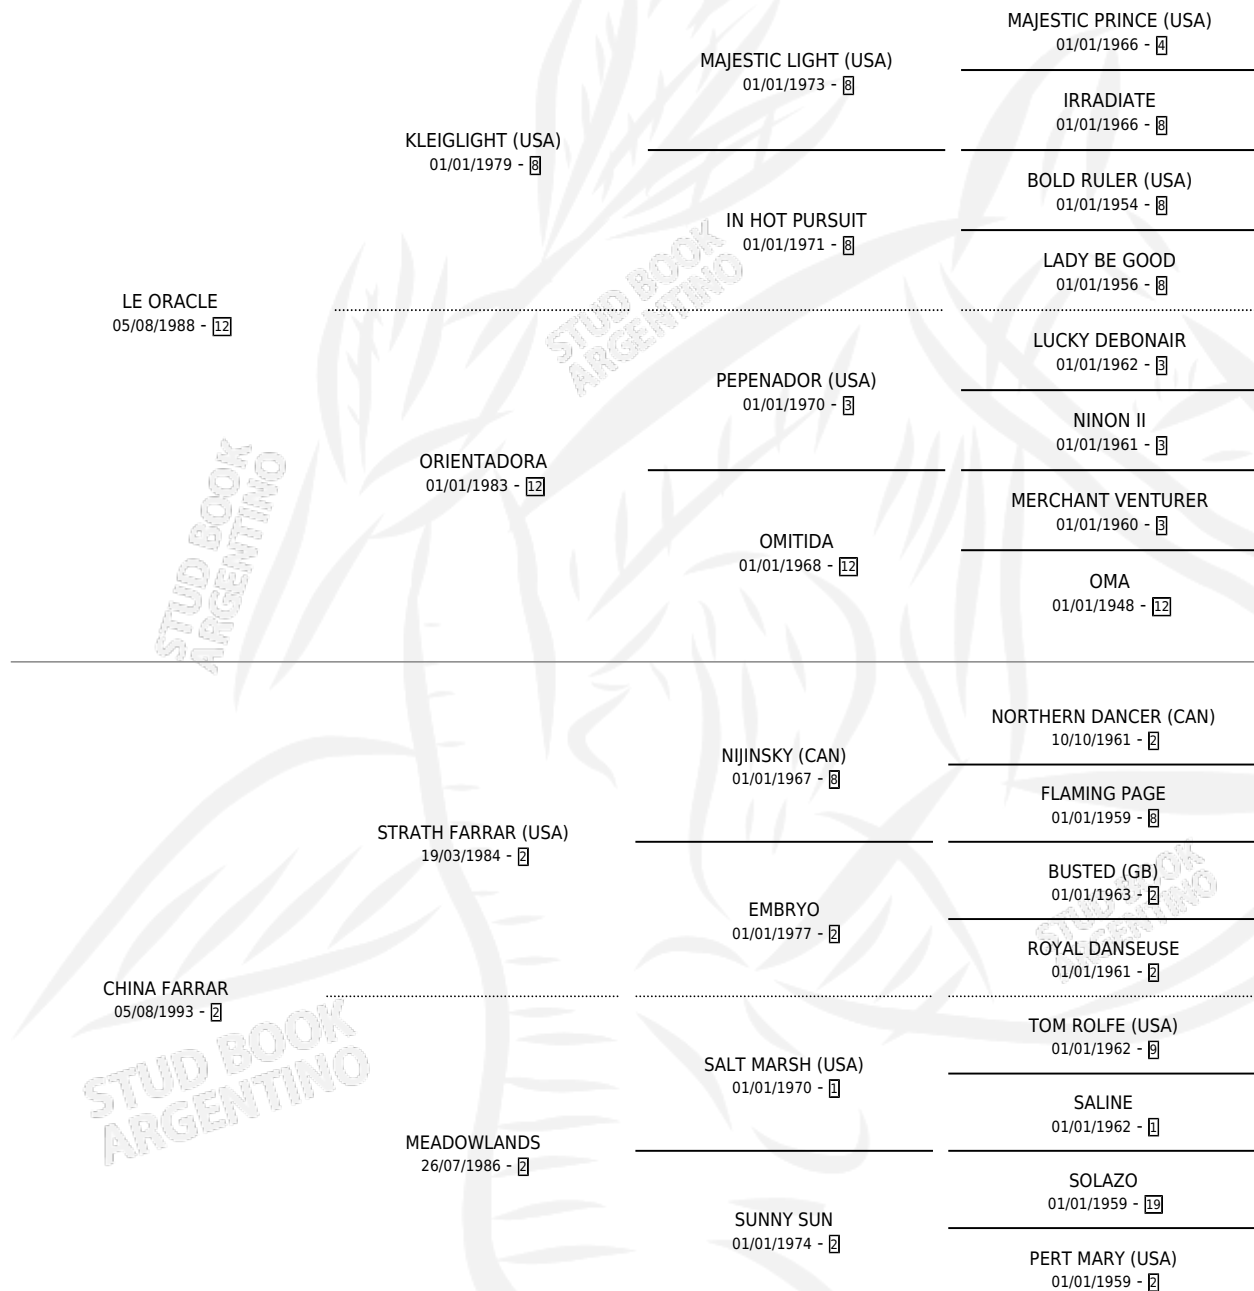 MAJESTIC PRINCE (USA)
01/01/1966 - 4
MAJESTIC LIGHT (USA)
01/01/1973 - 8
IRRADIATE
01/01/1966 - 8
KLEIGLIGHT (USA)
01/01/1979 - 8
BOLD RULER (USA)
01/01/1954 - 8
IN HOT PURSUIT
01/01/1971 - 8
LADY BE GOOD
01/01/1956 - 8
LE ORACLE
05/08/1988 - 12
LUCKY DEBONAIR
01/01/1962 - 3
PEPENADOR (USA)
01/01/1970 - 3
NINON II
01/01/1961 - 3
ORIENTADORA
01/01/1983 - 12
MERCHANT VENTURER
01/01/1960 - 3
OMITIDA
01/01/1968 - 12
OMA
01/01/1948 - 12
NORTHERN DANCER (CAN)
10/10/1961 - 2
NIJINSKY (CAN)
01/01/1967 - 8
FLAMING PAGE
01/01/1959 - 8
STRATH FARRAR (USA)
19/03/1984 - 2
BUSTED (GB)
01/01/1963 - 2
EMBRYO
01/01/1977 - 2
ROYAL DANSEUSE
01/01/1961 - 2
CHINA FARRAR
05/08/1993 - 2
TOM ROLFE (USA)
01/01/1962 - 9
SALT MARSH (USA)
01/01/1970 - 1
SALINE
01/01/1962 - 1
MEADOWLANDS
26/07/1986 - 2
SOLAZO
01/01/1959 - 19
SUNNY SUN
01/01/1974 - 2
PERT MARY (USA)
01/01/1959 - 2
STUD BOOK
ARGENTINO
STUD BOOK
ARGENTINO
STUD BOOK
ARGENTINO
STUD BOOK
ARGENTINO